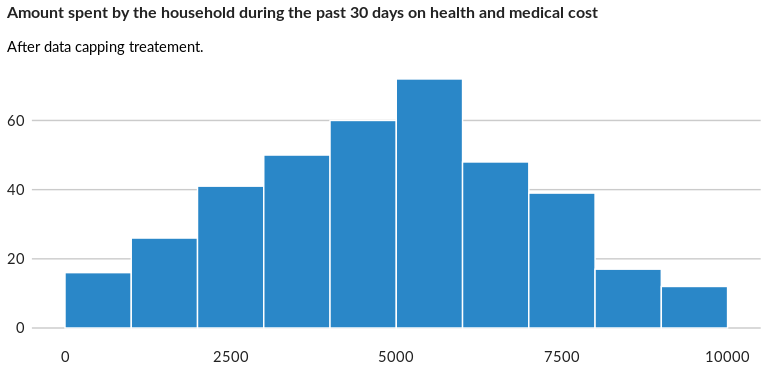 Amount spent by the household during the past 30 days on health and medical cost
After data capping treatement.
60
40
20
0
0 2500 5000 7500 10000